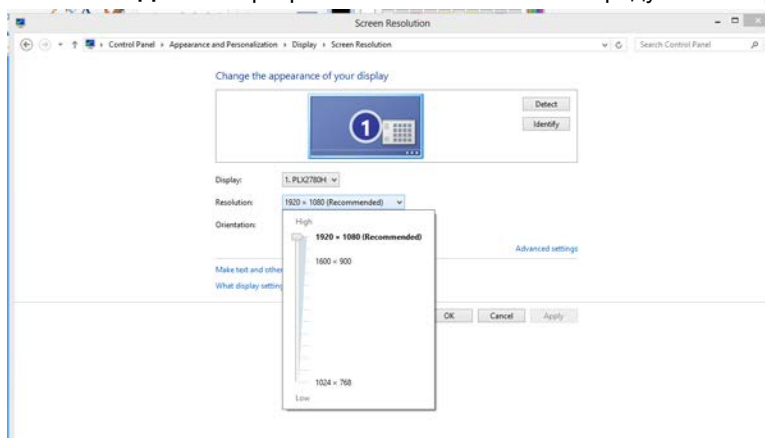 Screen Resolution
Control Panel › Appearance and Personalization › Display › Screen Resolution
Search Control Panel
Change the appearance of your display
1
Detect
Identify
Display: 1. PLX2780H
Resolution: 1920 × 1080 (Recommended)
Orientation:
High
1920 × 1080 (Recommended)
1600 × 900
1024 × 768
Low
Advanced settings
Make text and other
What display setting
OK Cancel Apply